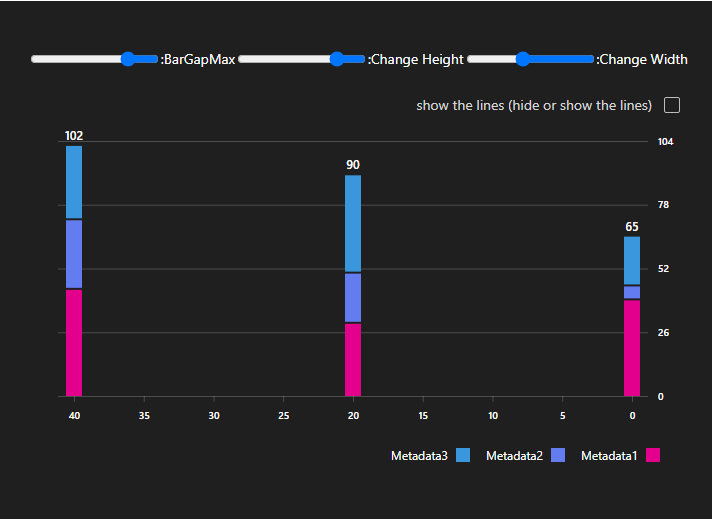 :BarGapMax :Change Height :Change Width
show the lines (hide or show the lines)
102
104
90
78
65
52
26
0
40 35 30 25 20 15 10 5 0
Metadata3 Metadata2 Metadata1